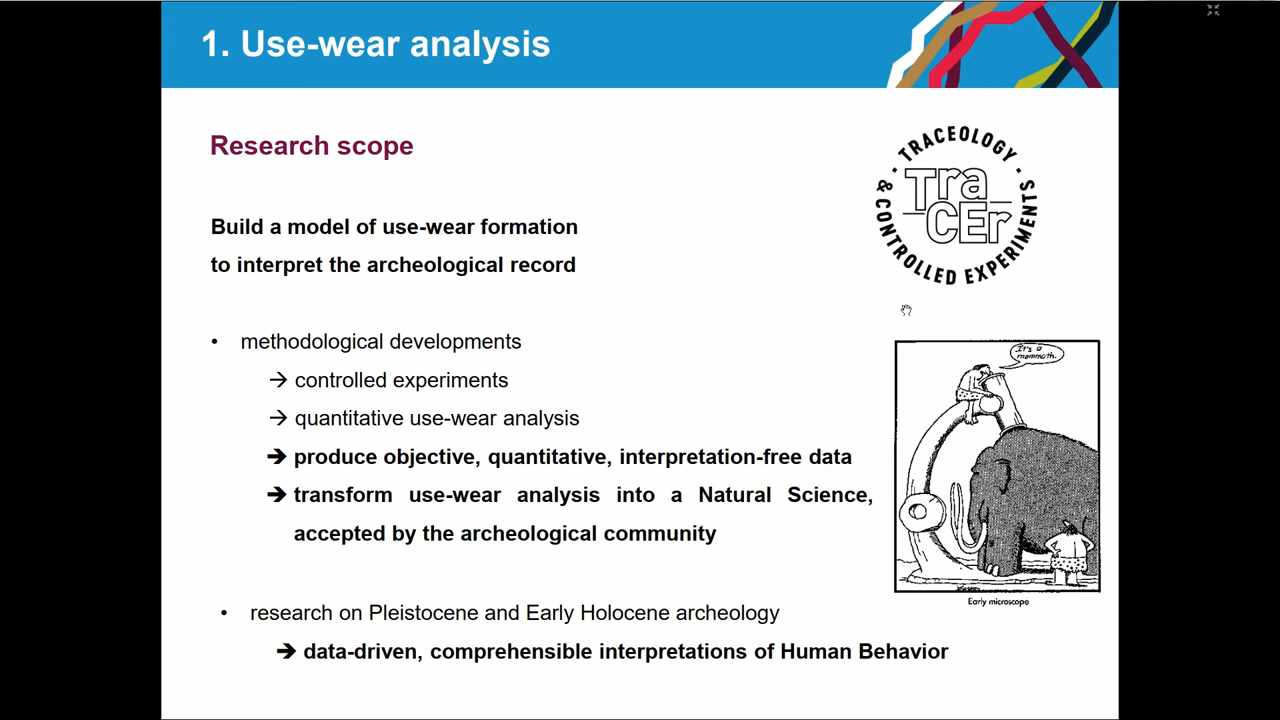 1. Use-wear analysis
Research scope
TRACEOLOGY
& CONTROLLED EXPERIMENTS
Tra
CEr
Build a model of use-wear formation
to interpret the archeological record
• methodological developments
→ controlled experiments
→ quantitative use-wear analysis
➔ produce objective, quantitative, interpretation-free data
➔ transform use-wear analysis into a Natural Science,
accepted by the archeological community
It's a
mammoth.
Early microscope
• research on Pleistocene and Early Holocene archeology
➔ data-driven, comprehensible interpretations of Human Behavior